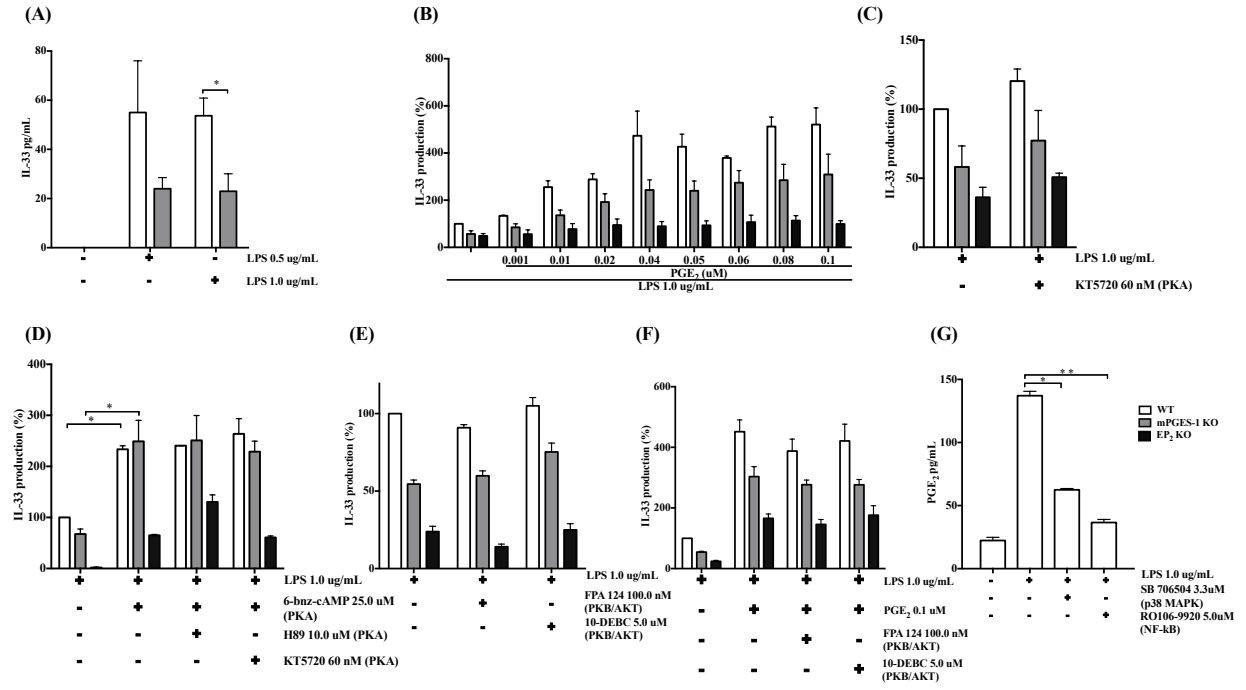 (A)
80
60
40
20
0
IL-33 pg/mL
- + - LPS 0.5 ug/mL
- - + LPS 1.0 ug/mL
(B)
800
600
400
200
0
IL-33 production (%)
0.001 0.01 0.02 0.04 0.05 0.06 0.08 0.1
PGE2 (uM)
LPS 1.0 ug/mL
*
(C)
150
100
50
0
IL-33 production (%)
+ + LPS 1.0 ug/mL
- + KT5720 60 nM (PKA)
(D)
400
300
200
100
0
IL-33 production (%)
*
*
+ + + + LPS 1.0 ug/mL
- + + + 6-bnz-cAMP 25.0 uM
(PKA)
- - + - H89 10.0 uM (PKA)
- - - + KT5720 60 nM (PKA)
(E)
100
50
0
IL-33 production (%)
+ + + LPS 1.0 ug/mL
- + - FPA 124 100.0 nM
(PKB/AKT)
- - + 10-DEBC 5.0 uM
(PKB/AKT)
(F)
600
400
200
0
IL-33 production (%)
+ + + + LPS 1.0 ug/mL
- + + + PGE2 0.1 uM
- - + - FPA 124 100.0 nM
(PKB/AKT)
- - - + 10-DEBC 5.0 uM
(PKB/AKT)
(G)
150
100
50
0
PGE2 pg/mL
**
*
- + + + LPS 1.0 ug/mL
- - + - SB 706504 3.3uM
(p38 MAPK)
- - - + RO106-9920 5.0uM
(NF-kB)
WT
mPGES-1 KO
EP2 KO